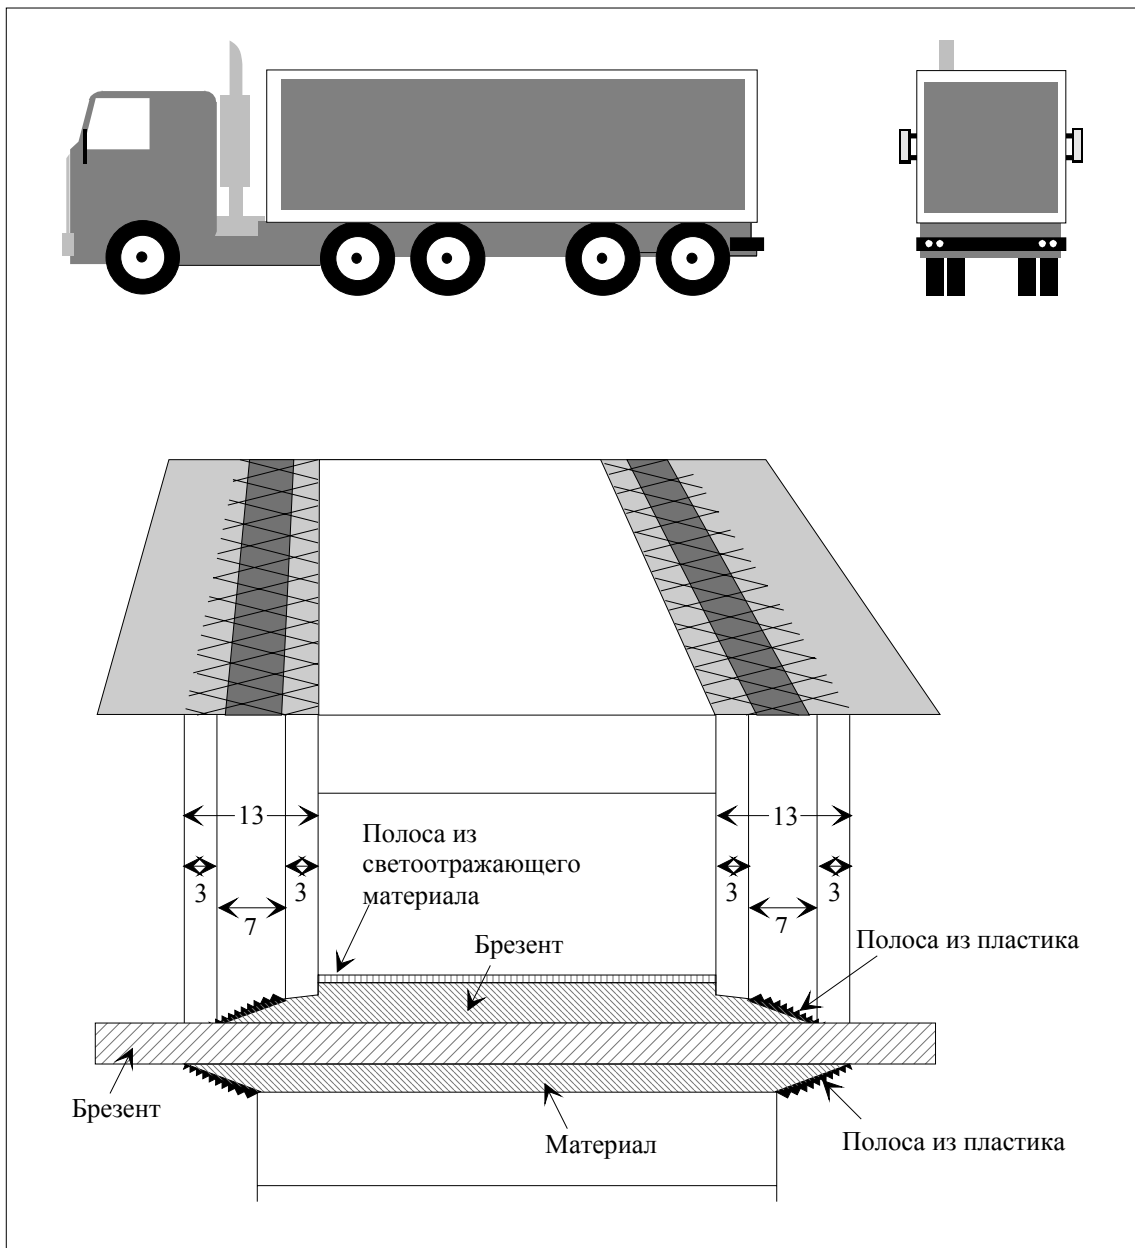 13
13
Полоса из
светоотражающего
материала
3
3
3
3
7
7
Брезент
Полоса из пластика
Брезент
Материал
Полоса из пластика